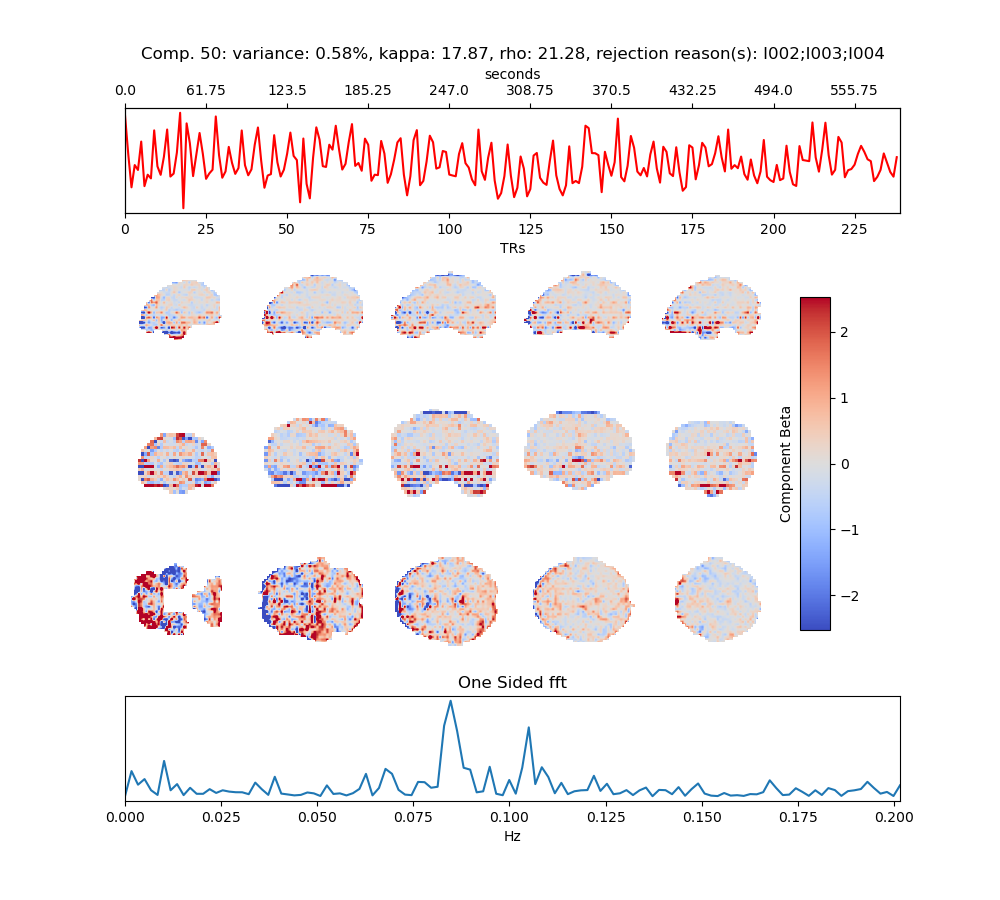 Comp. 50: variance: 0.58%, kappa: 17.87, rho: 21.28, rejection reason(s): I002;I003;I004
seconds
0.0 61.75 123.5 185.25 247.0 308.75 370.5 432.25 494.0 555.75
0 25 50 75 100 125 150 175 200 225
TRs
2
1
0
−1
−2
Component Beta
One Sided fft
0.000 0.025 0.050 0.075 0.100 0.125 0.150 0.175 0.200
Hz